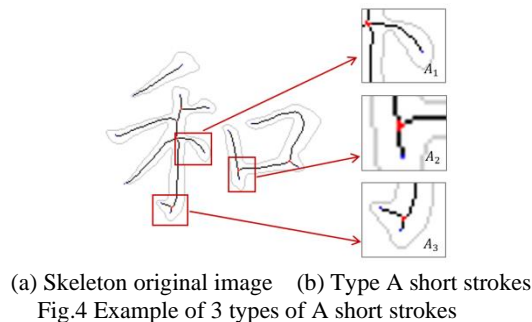 和
A₁
A₂
A₃
(a) Skeleton original image (b) Type A short strokes
Fig.4 Example of 3 types of A short strokes